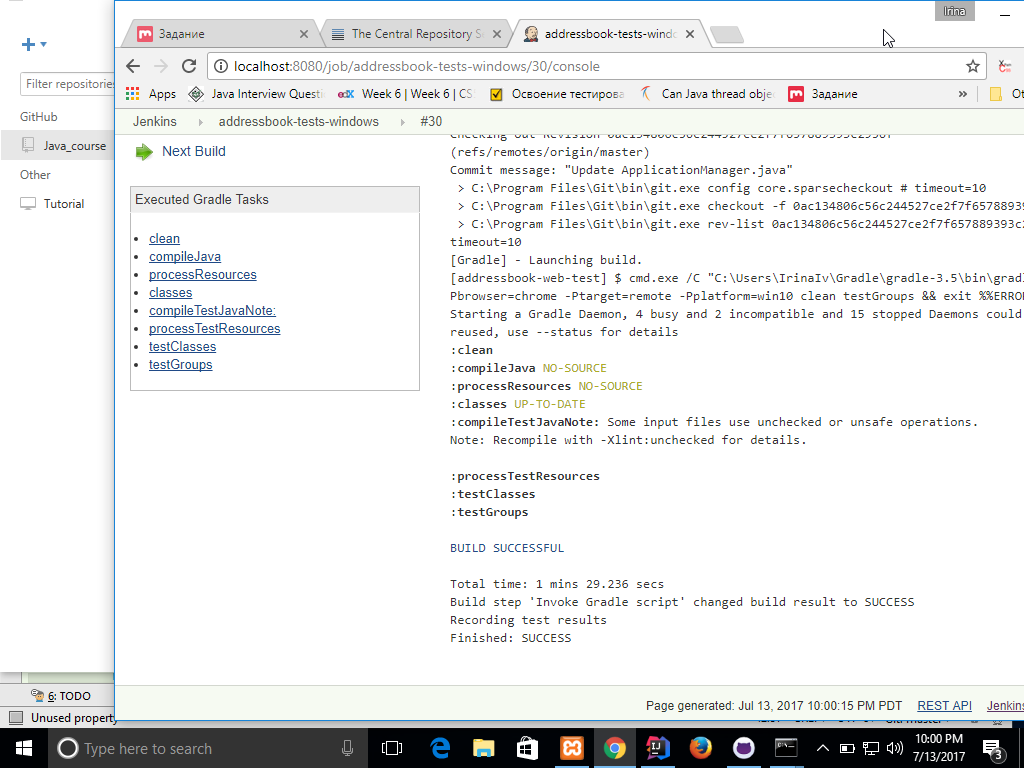 Irina
Задание
The Central Repository S
addressbook-tests-windo
localhost:8080/job/addressbook-tests-windows/30/console
Apps
Java Interview Questi
edX
Week 6 | Week 6 | CS
Освоение тестирова
Can Java thread obje
Задание
»
Filter repositories
GitHub
Java_course
Other
Tutorial
Jenkins
addressbook-tests-windows
#30
Next Build
Executed Gradle Tasks
clean
compileJava
processResources
classes
compileTestJavaNote:
processTestResources
testClasses
testGroups
(refs/remotes/origin/master)
Commit message: "Update ApplicationManager.java"
> C:\Program Files\Git\bin\git.exe config core.sparsecheckout # timeout=10
> C:\Program Files\Git\bin\git.exe checkout -f 0ac134806c56c244527ce2f7f65788939
> C:\Program Files\Git\bin\git.exe rev-list 0ac134806c56c244527ce2f7f657889393c2
timeout=10
[Gradle] - Launching build.
[addressbook-web-test] $ cmd.exe /C "C:\Users\IrinaIv\Gradle\gradle-3.5\bin\grad
Pbrowser=chrome -Ptarget=remote -Pplatform=win10 clean testGroups && exit %%ERRO
Starting a Gradle Daemon, 4 busy and 2 incompatible and 15 stopped Daemons could
reused, use --status for details
:clean
:compileJava NO-SOURCE
:processResources NO-SOURCE
:classes UP-TO-DATE
:compileTestJavaNote: Some input files use unchecked or unsafe operations.
Note: Recompile with -Xlint:unchecked for details.
:processTestResources
:testClasses
:testGroups
BUILD SUCCESSFUL
Total time: 1 mins 29.236 secs
Build step 'Invoke Gradle script' changed build result to SUCCESS
Recording test results
Finished: SUCCESS
Page generated: Jul 13, 2017 10:00:15 PM PDT
REST API
Jenkins
6: TODO
Unused property
Type here to search
10:00 PM
7/13/2017
3